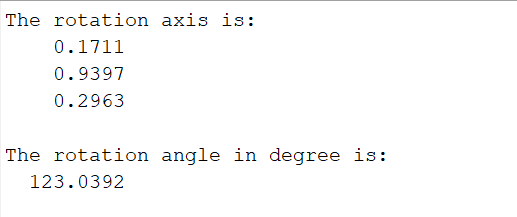 The rotation axis is:
0.1711
0.9397
0.2963
The rotation angle in degree is:
123.0392